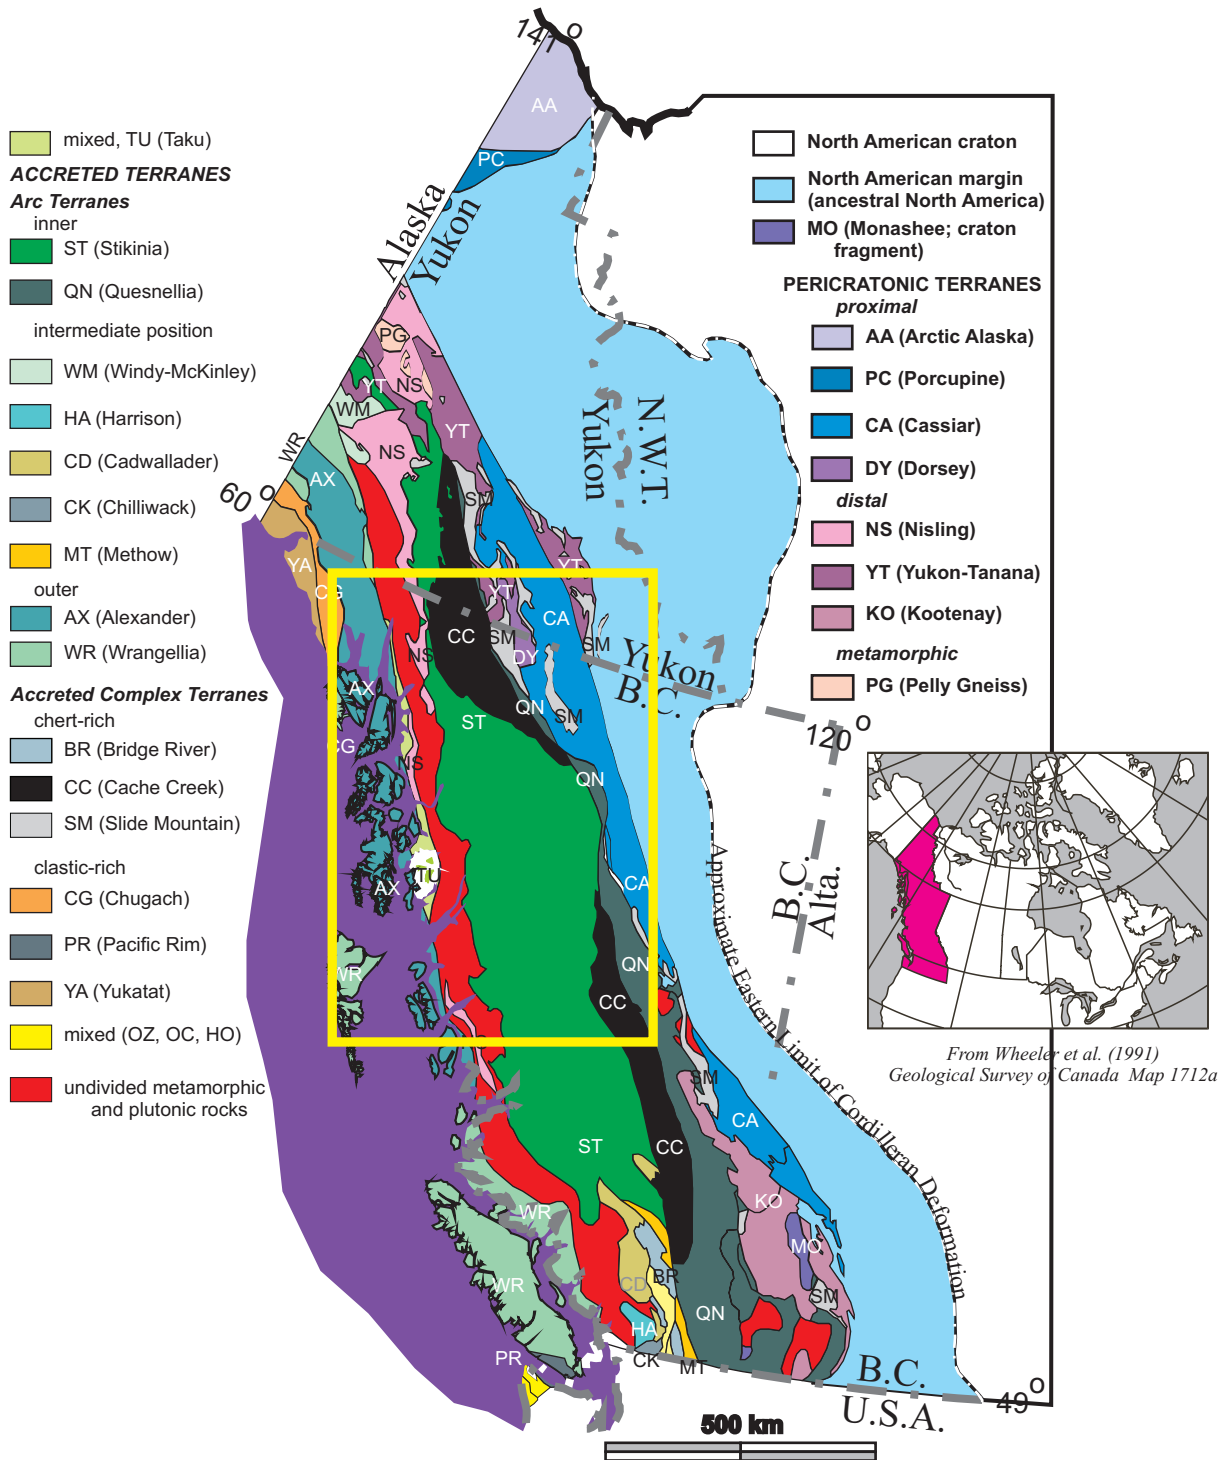 mixed, TU (Taku)
ACCRETED TERRANES
Arc Terranes
inner
ST (Stikinia)
QN (Quesnellia)
intermediate position
WM (Windy-McKinley)
HA (Harrison)
CD (Cadwallader)
CK (Chilliwack)
MT (Methow)
outer
AX (Alexander)
WR (Wrangellia)
Accreted Complex Terranes
chert-rich
BR (Bridge River)
CC (Cache Creek)
SM (Slide Mountain)
clastic-rich
CG (Chugach)
PR (Pacific Rim)
YA (Yukatat)
mixed (OZ, OC, HO)
undivided metamorphic
and plutonic rocks
North American craton
North American margin
(ancestral North America)
MO (Monashee; craton
fragment)
PERICRATONIC TERRANES
proximal
AA (Arctic Alaska)
PC (Porcupine)
CA (Cassiar)
DY (Dorsey)
distal
NS (Nisling)
YT (Yukon-Tanana)
KO (Kootenay)
metamorphic
PG (Pelly Gneiss)
141 o
AA
PC
Alaska
Yukon
PG
YT
NS
WM
YT
WR
NS
AX
SM
60 o
Yukon
N.W.T.
YA
CG
YT
YT
CA
CC
SM
SM
DY
NS
Yukon
B.C.
AX
QN
SM
ST
CG
NS
QN
120 o
TU
AX
CA
B.C.
Alta.
Approximate Eastern Limit of Cordilleran Deformation
WR
QN
CC
SM
CA
ST
CC
KO
WR
MO
WR
CD
BR
SM
QN
HA
PR
CK
MT
B.C.
U.S.A.
49 o
500 km
From Wheeler et al. (1991)
Geological Survey of Canada Map 1712a